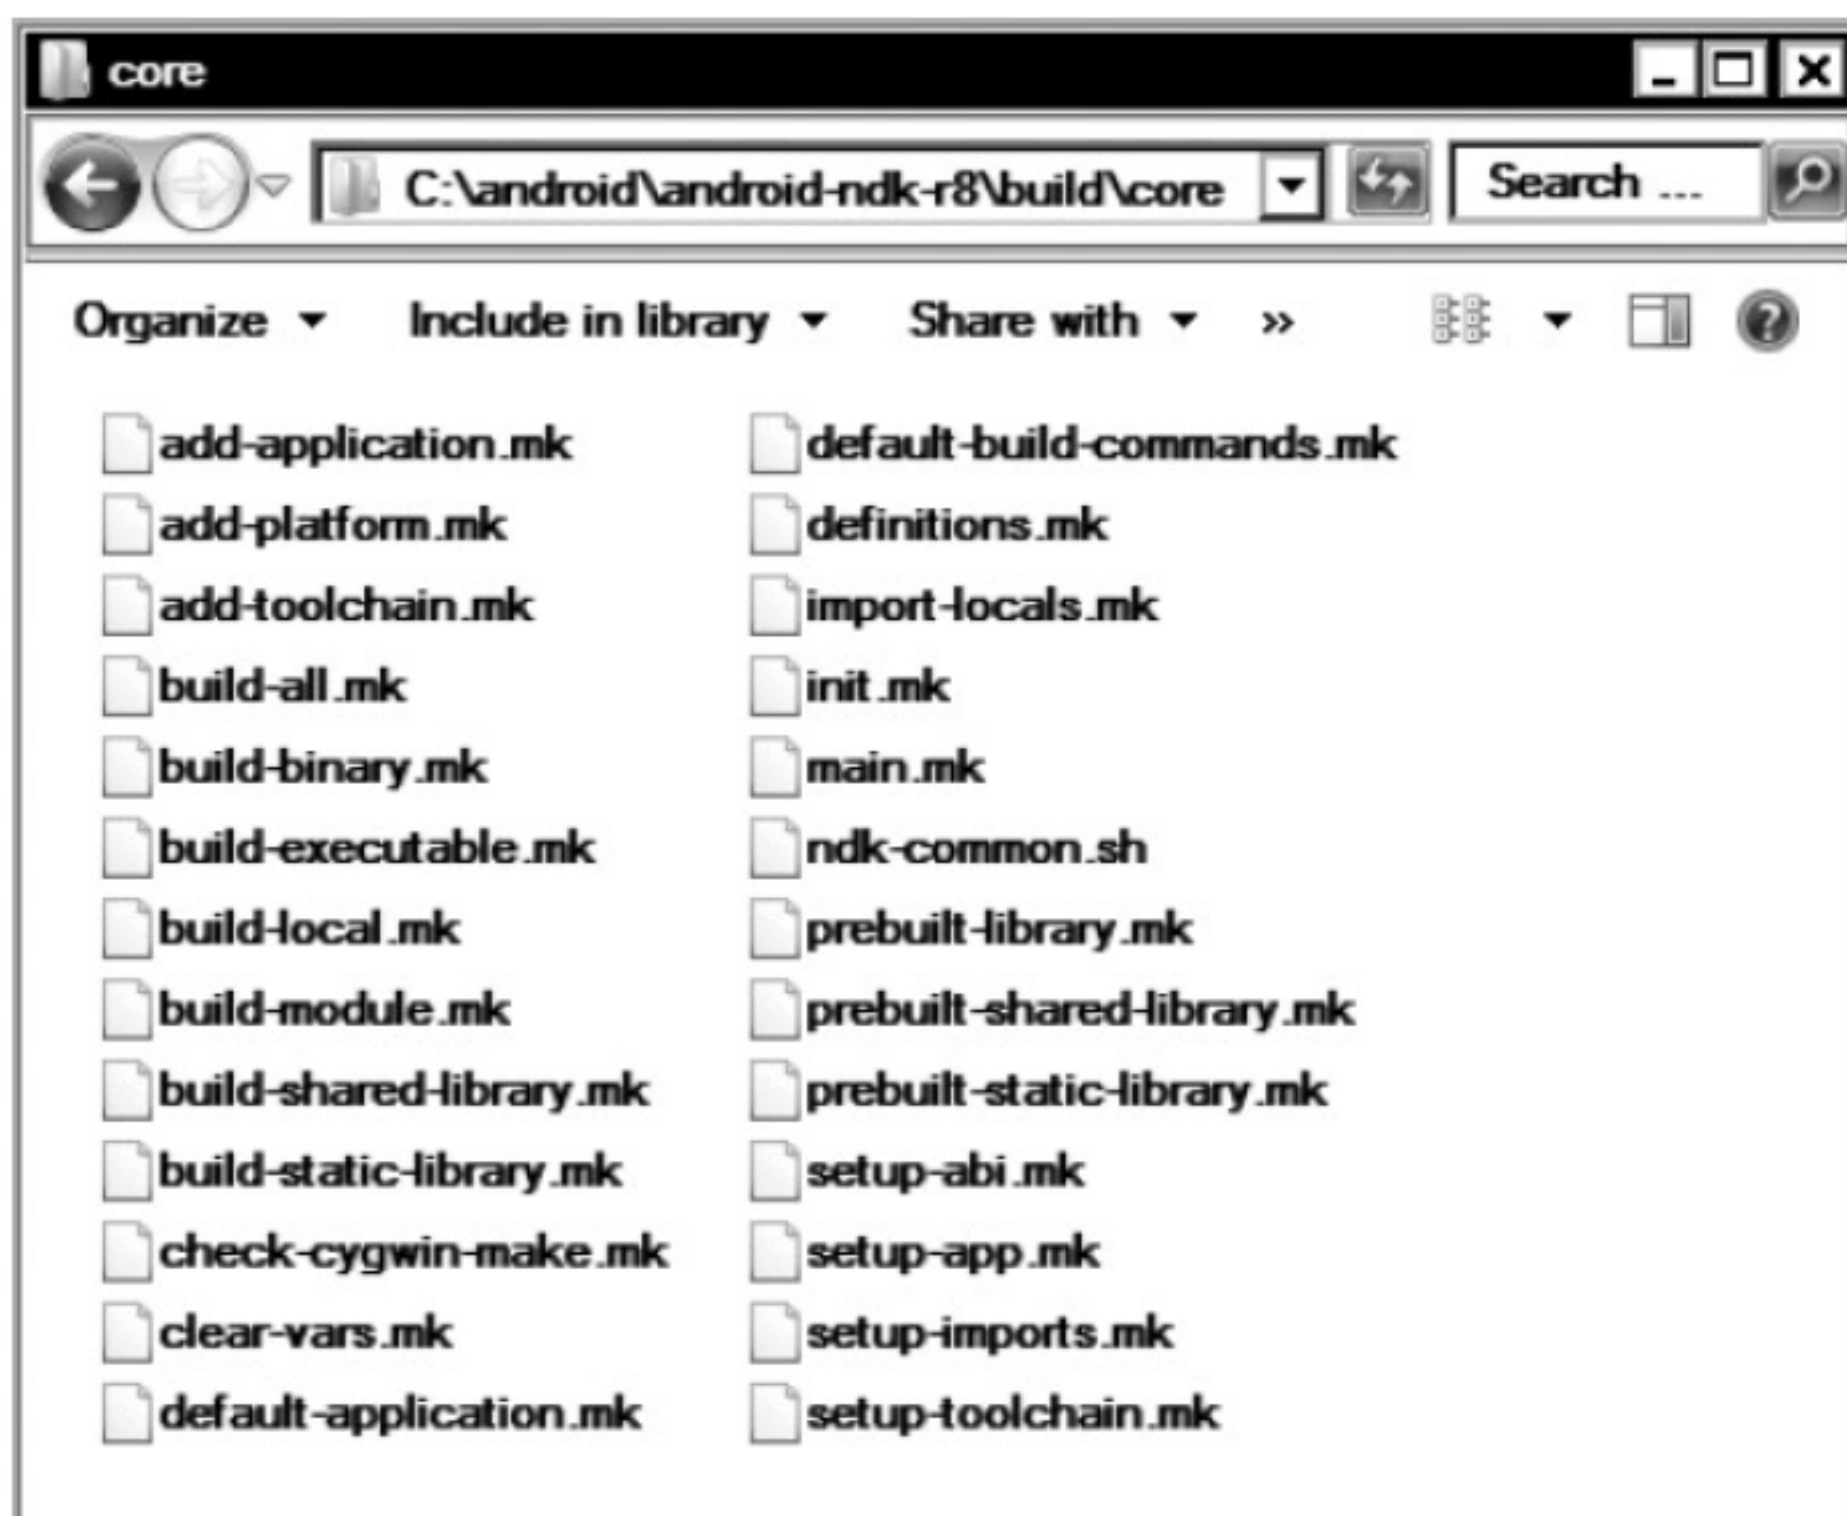 core
C:\android\android-ndk-r8\build\core
Search ...
Organize Include in library Share with »
add-application.mk
add-platform.mk
add-toolchain.mk
build-all.mk
build-binary.mk
build-executable.mk
build-local.mk
build-module.mk
build-shared-library.mk
build-static-library.mk
check-cygwin-make.mk
clear-vars.mk
default-application.mk
default-build-commands.mk
definitions.mk
import-locals.mk
init.mk
main.mk
ndk-common.sh
prebuilt-library.mk
prebuilt-shared-library.mk
prebuilt-static-library.mk
setup-abi.mk
setup-app.mk
setup-imports.mk
setup-toolchain.mk